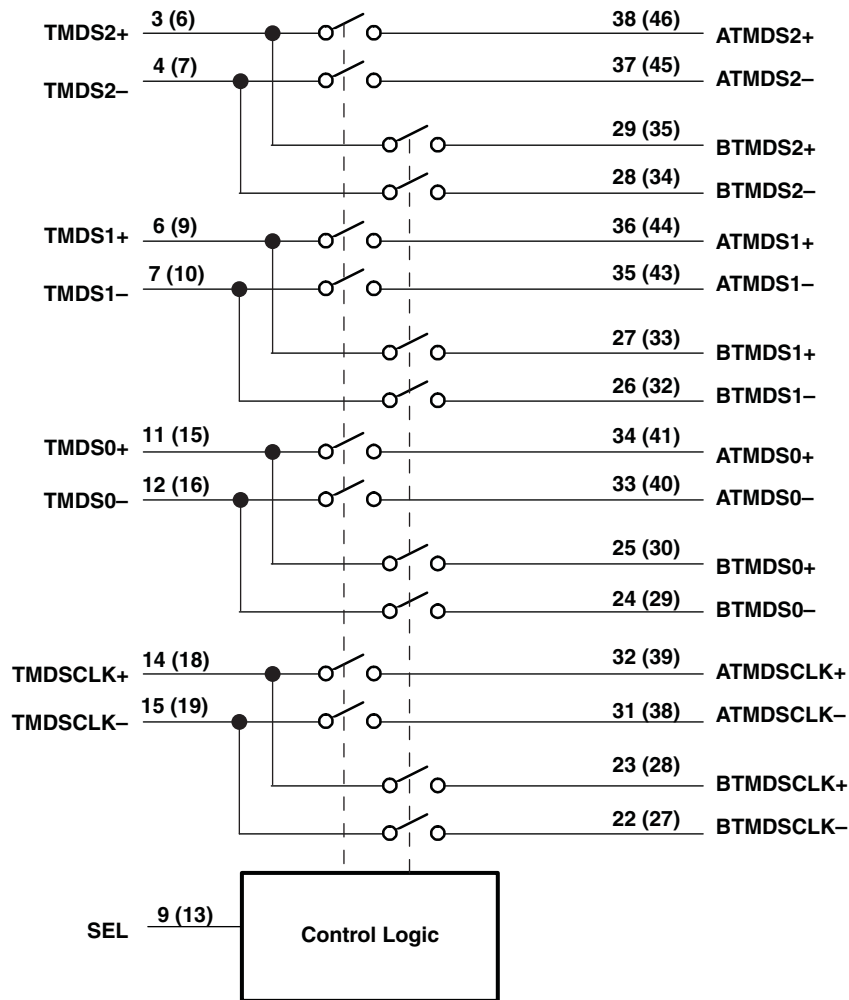 TMDS2+ 3 (6) 38 (46) ATMDS2+
TMDS2– 4 (7) 37 (45) ATMDS2–
29 (35) BTMDS2+
28 (34) BTMDS2–
TMDS1+ 6 (9) 36 (44) ATMDS1+
TMDS1– 7 (10) 35 (43) ATMDS1–
27 (33) BTMDS1+
26 (32) BTMDS1–
TMDS0+ 11 (15) 34 (41) ATMDS0+
TMDS0– 12 (16) 33 (40) ATMDS0–
25 (30) BTMDS0+
24 (29) BTMDS0–
TMDSCLK+ 14 (18) 32 (39) ATMDSCLK+
TMDSCLK– 15 (19) 31 (38) ATMDSCLK–
23 (28) BTMDSCLK+
22 (27) BTMDSCLK–
SEL 9 (13) Control Logic